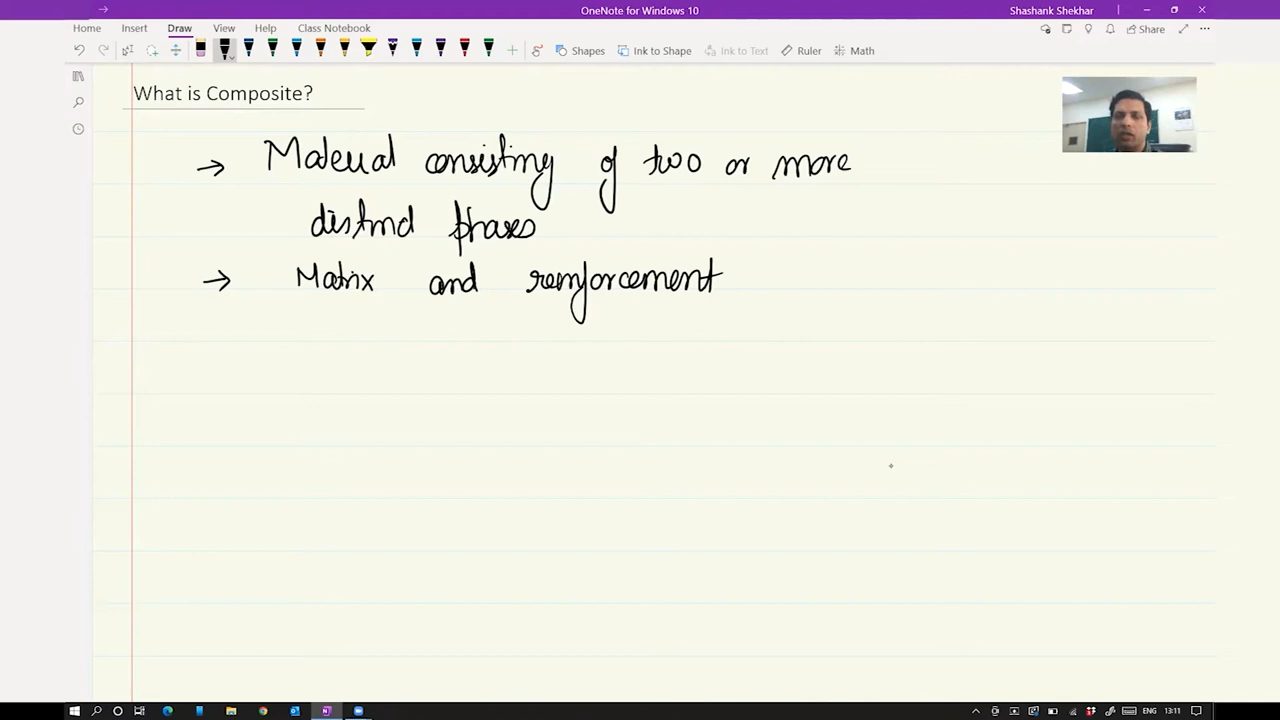 OneNote for Windows 10
Shashank Shekhar
Home Insert Draw View Help Class Notebook
Share
Shapes Ink to Shape Ink to Text Ruler Math
What is Composite?
→ Material consisting of two or more
distinct phases
→ Matrix and reinforcement
ENG 13:11